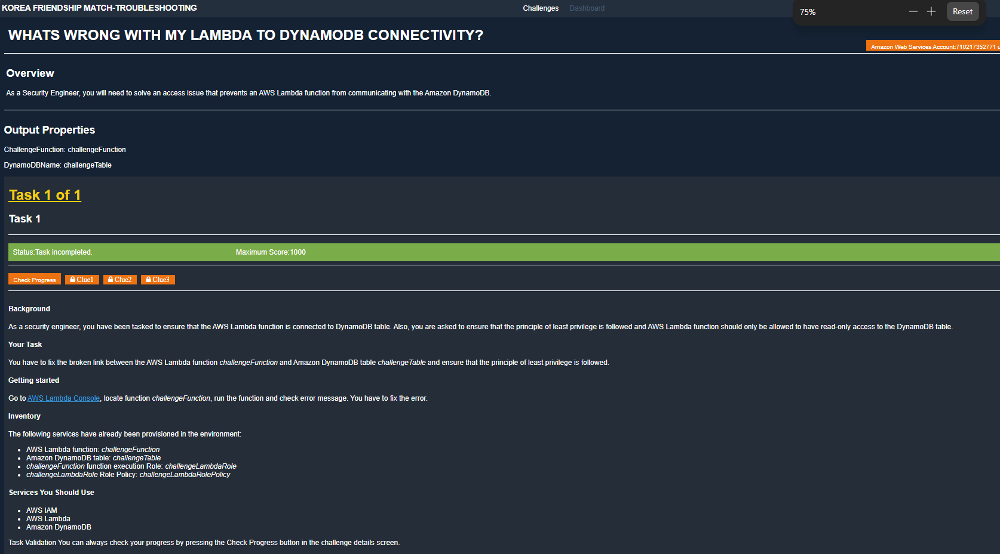 KOREA FRIENDSHIP MATCH-TROUBLESHOOTING
Challenges
Dashboard
75%
Reset
WHATS WRONG WITH MY LAMBDA TO DYNAMODB CONNECTIVITY?
Amazon Web Services Account:710217352771 u
Overview
As a Security Engineer, you will need to solve an access issue that prevents an AWS Lambda function from communicating with the Amazon DynamoDB.
Output Properties
ChallengeFunction: challengeFunction
DynamoDBName: challengeTable
Task 1 of 1
Task 1
Status:Task incompleted.
Maximum Score:1000
Check Progress
Clue1
Clue2
Clue3
Background
As a security engineer, you have been tasked to ensure that the AWS Lambda function is connected to DynamoDB table. Also, you are asked to ensure that the principle of least privilege is followed and AWS Lambda function should only be allowed to have read-only access to the DynamoDB table.
Your Task
You have to fix the broken link between the AWS Lambda function challengeFunction and Amazon DynamoDB table challengeTable and ensure that the principle of least privilege is followed.
Getting started
Go to AWS Lambda Console, locate function challengeFunction, run the function and check error message. You have to fix the error.
Inventory
The following services have already been provisioned in the environment:
• AWS Lambda function: challengeFunction
• Amazon DynamoDB table: challengeTable
• challengeFunction function execution Role: challengeLambdaRole
• challengeLambdaRole Role Policy: challengeLambdaRolePolicy
Services You Should Use
• AWS IAM
• AWS Lambda
• Amazon DynamoDB
Task Validation You can always check your progress by pressing the Check Progress button in the challenge details screen.